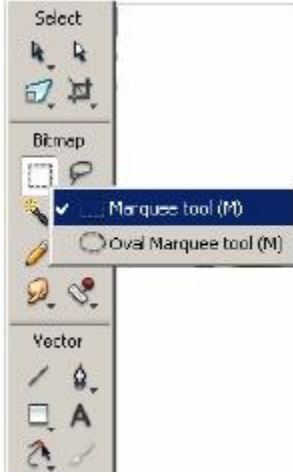 Select
Bitmap
Marquee tool (M)
Oval Marquee tool (M)
Vector
A